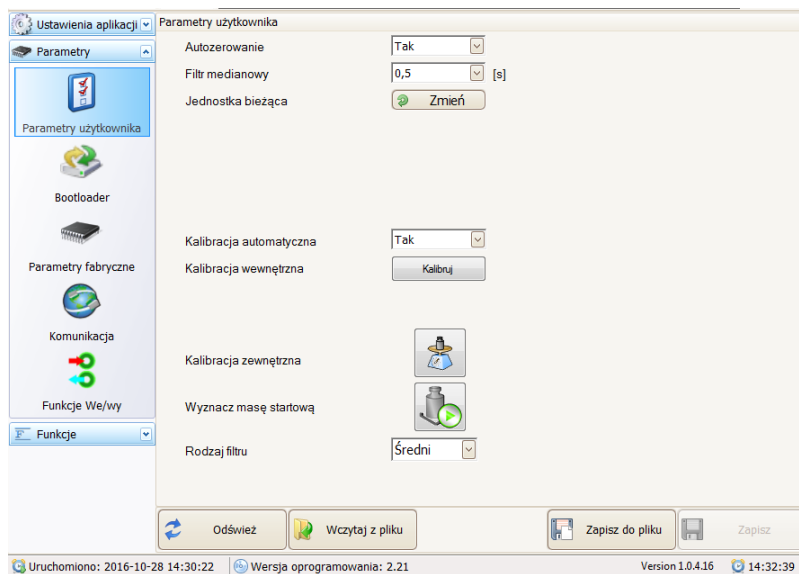 Ustawienia aplikacji
Parametry użytkownika
Parametry
Autozerowanie
Tak
Filtr medianowy
0,5
[s]
Jednostka bieżąca
Zmień
Parametry użytkownika
Bootloader
Kalibracja automatyczna
Tak
Parametry fabryczne
Kalibracja wewnętrzna
Kalibruj
Komunikacja
Kalibracja zewnętrzna
Funkcje We/wy
Wyznacz masę startową
Funkcje
Rodzaj filtru
Średni
Odśwież
Wczytaj z pliku
Zapisz do pliku
Zapisz
Uruchomiono: 2016-10-28 14:30:22
Wersja oprogramowania: 2.21
Version 1.0.4.16
14:32:39